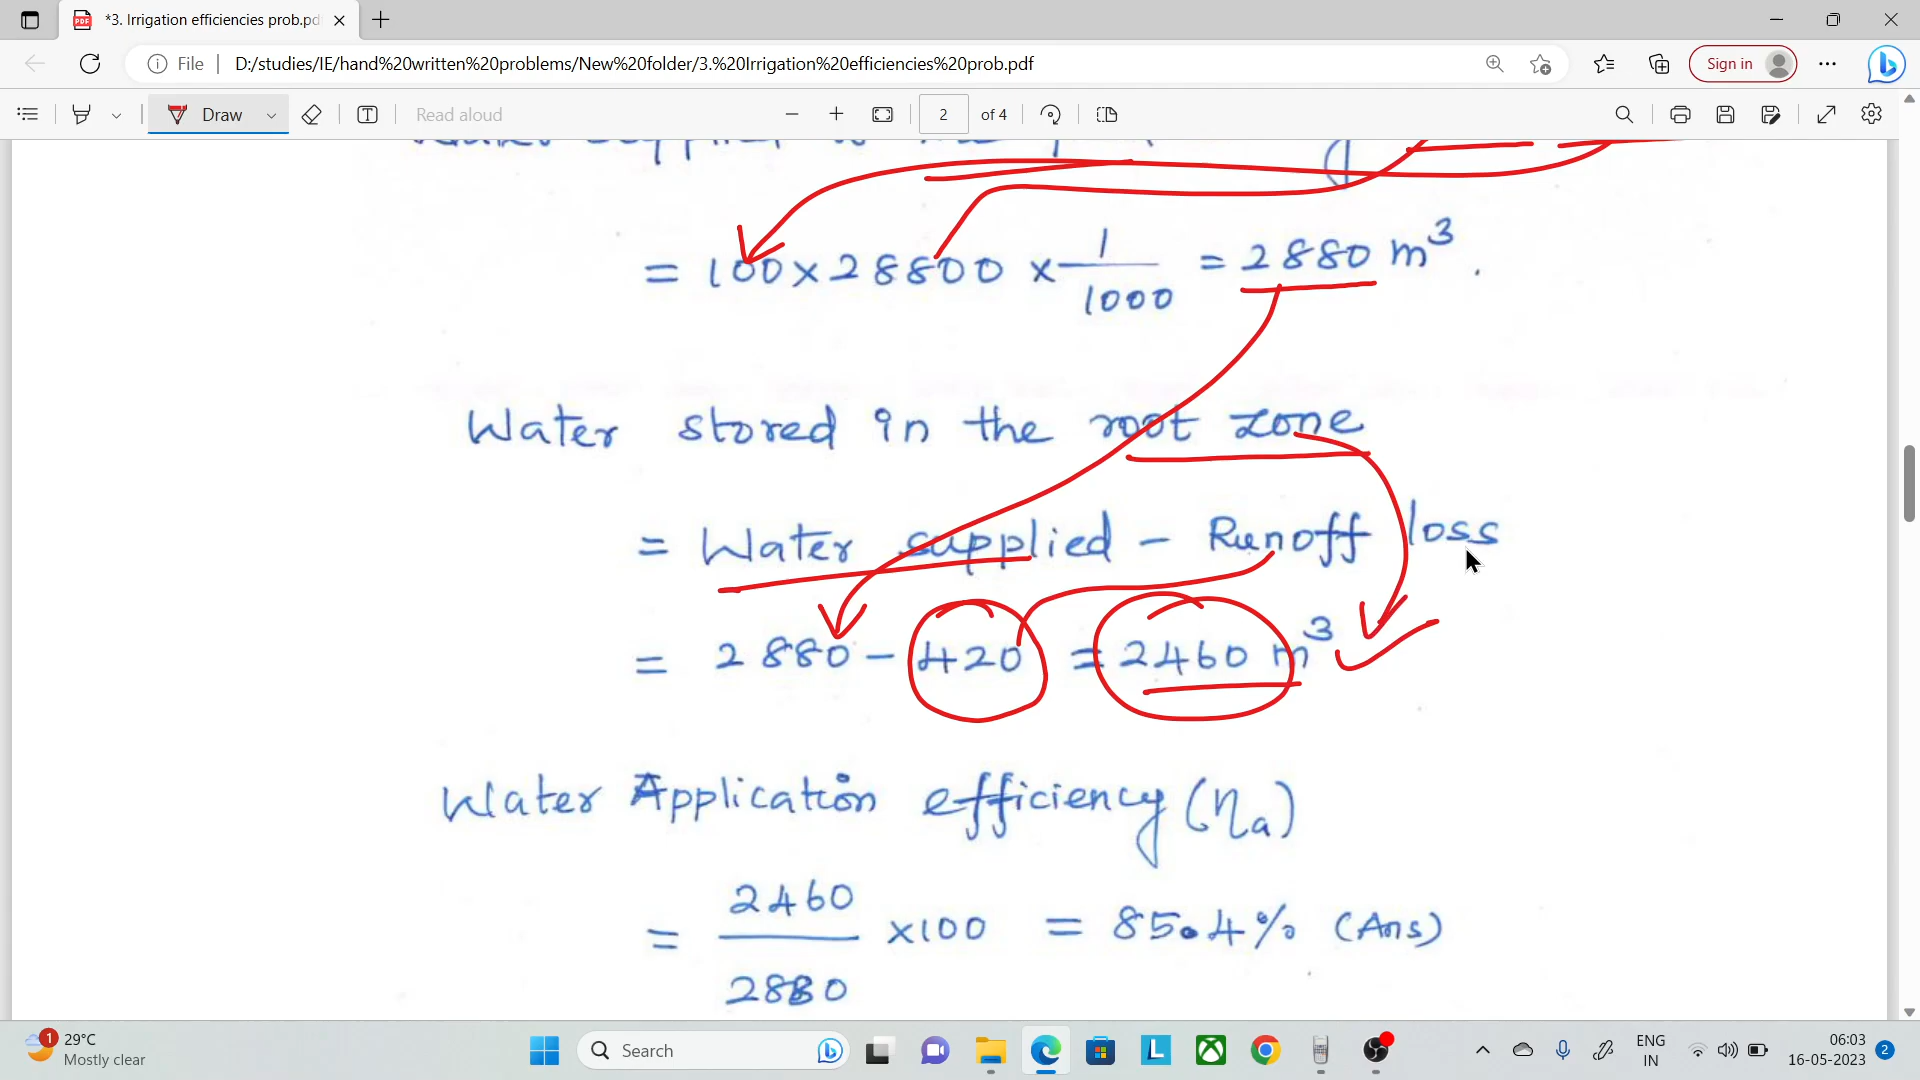 *3. Irrigation efficiencies prob.pd
File D:/studies/IE/hand%20written%20problems/New%20folder/3.%20Irrigation%20efficiencies%20prob.pdf Sign in
Draw Read aloud 2 of 4
= 100 x 28800 x 1/1000 = 2880 m³.
Water stored in the root zone
= Water supplied - Runoff loss
= 2880 - 420 = 2460 m³
Water Application efficiency (ηa)
= 2460/2880 x100 = 85.4% (Ans)
1 29°C
Mostly clear
Search
ENG
IN
06:03
16-05-2023 2